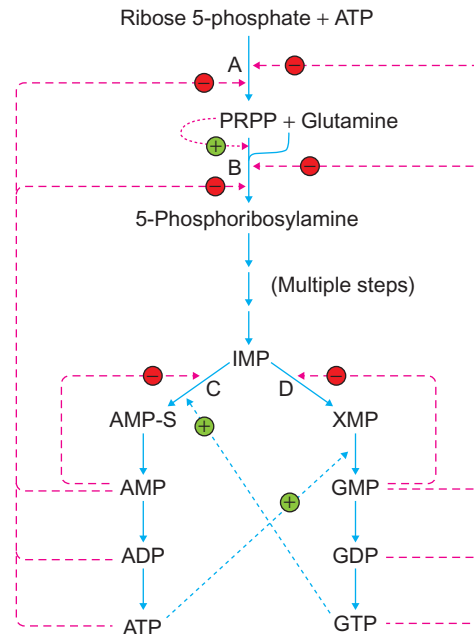 Ribose 5-phosphate + ATP
A
−
−
PRPP + Glutamine
+
B
−
−
5-Phosphoribosylamine
(Multiple steps)
IMP
−
−
C
D
AMP-S
+
XMP
AMP
+
GMP
ADP
GDP
ATP
GTP